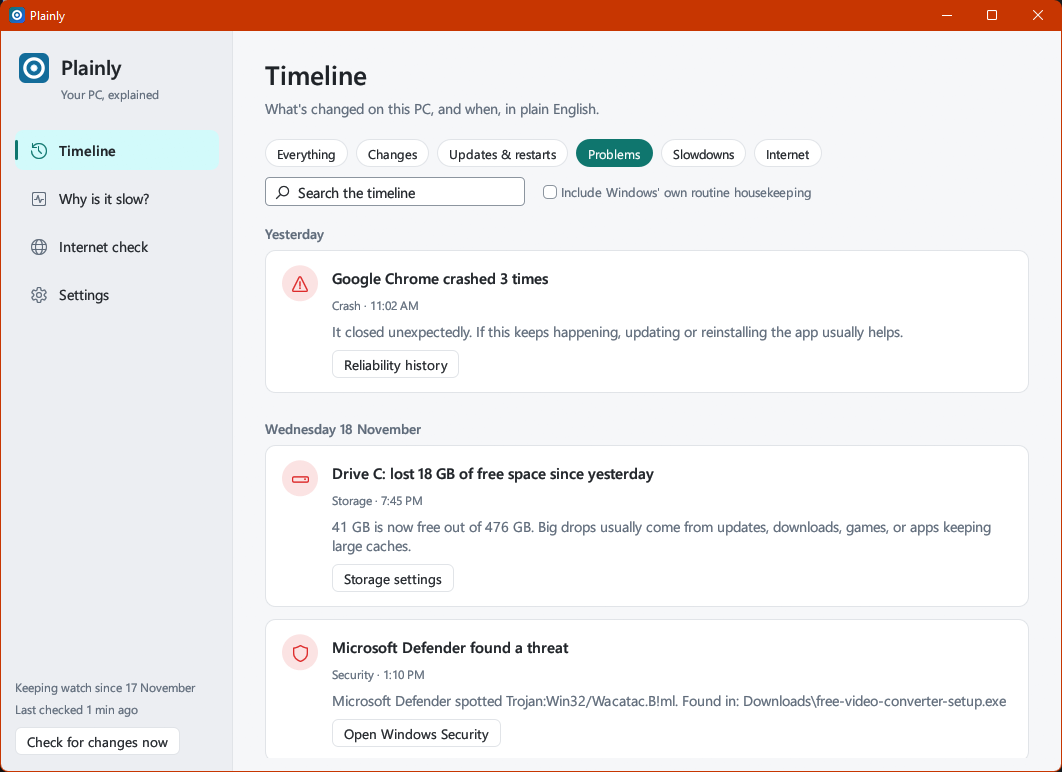 Plainly
Plainly
Your PC, explained
Timeline
Why is it slow?
Internet check
Settings
Keeping watch since 17 November
Last checked 1 min ago
Check for changes now
Timeline
What's changed on this PC, and when, in plain English.
Everything
Changes
Updates & restarts
Problems
Slowdowns
Internet
Search the timeline
Include Windows' own routine housekeeping
Yesterday
Google Chrome crashed 3 times
Crash · 11:02 AM
It closed unexpectedly. If this keeps happening, updating or reinstalling the app usually helps.
Reliability history
Wednesday 18 November
Drive C: lost 18 GB of free space since yesterday
Storage · 7:45 PM
41 GB is now free out of 476 GB. Big drops usually come from updates, downloads, games, or apps keeping
large caches.
Storage settings
Microsoft Defender found a threat
Security · 1:10 PM
Microsoft Defender spotted Trojan:Win32/Wacatac.B!ml. Found in: Downloads\free-video-converter-setup.exe
Open Windows Security